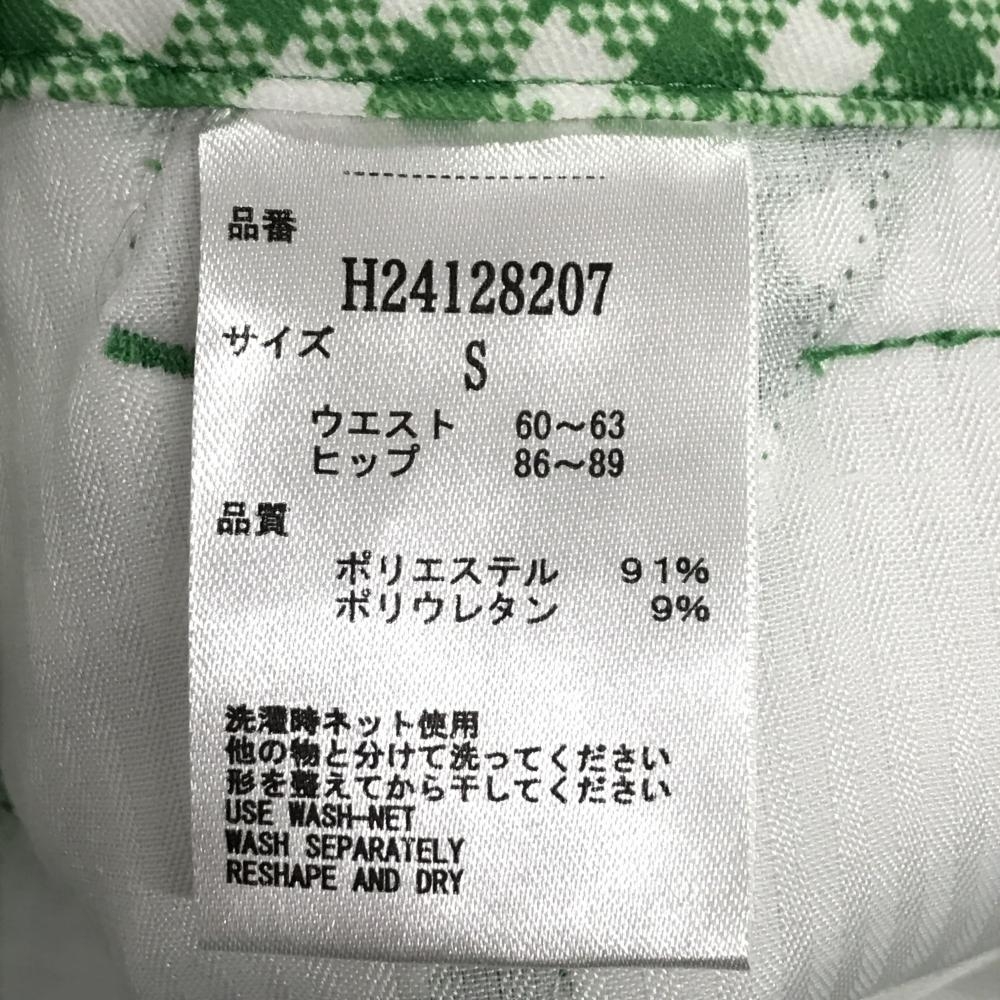 品番
H24128207
サイズ
S
ウエスト 60～63
ヒップ 86～89
品質
ポリエステル 91%
ポリウレタン 9%
洗濯時ネット使用
他の物と分けて洗ってください
形を整えてから干してください
USE WASH-NET
WASH SEPARATELY
RESHAPE AND DRY